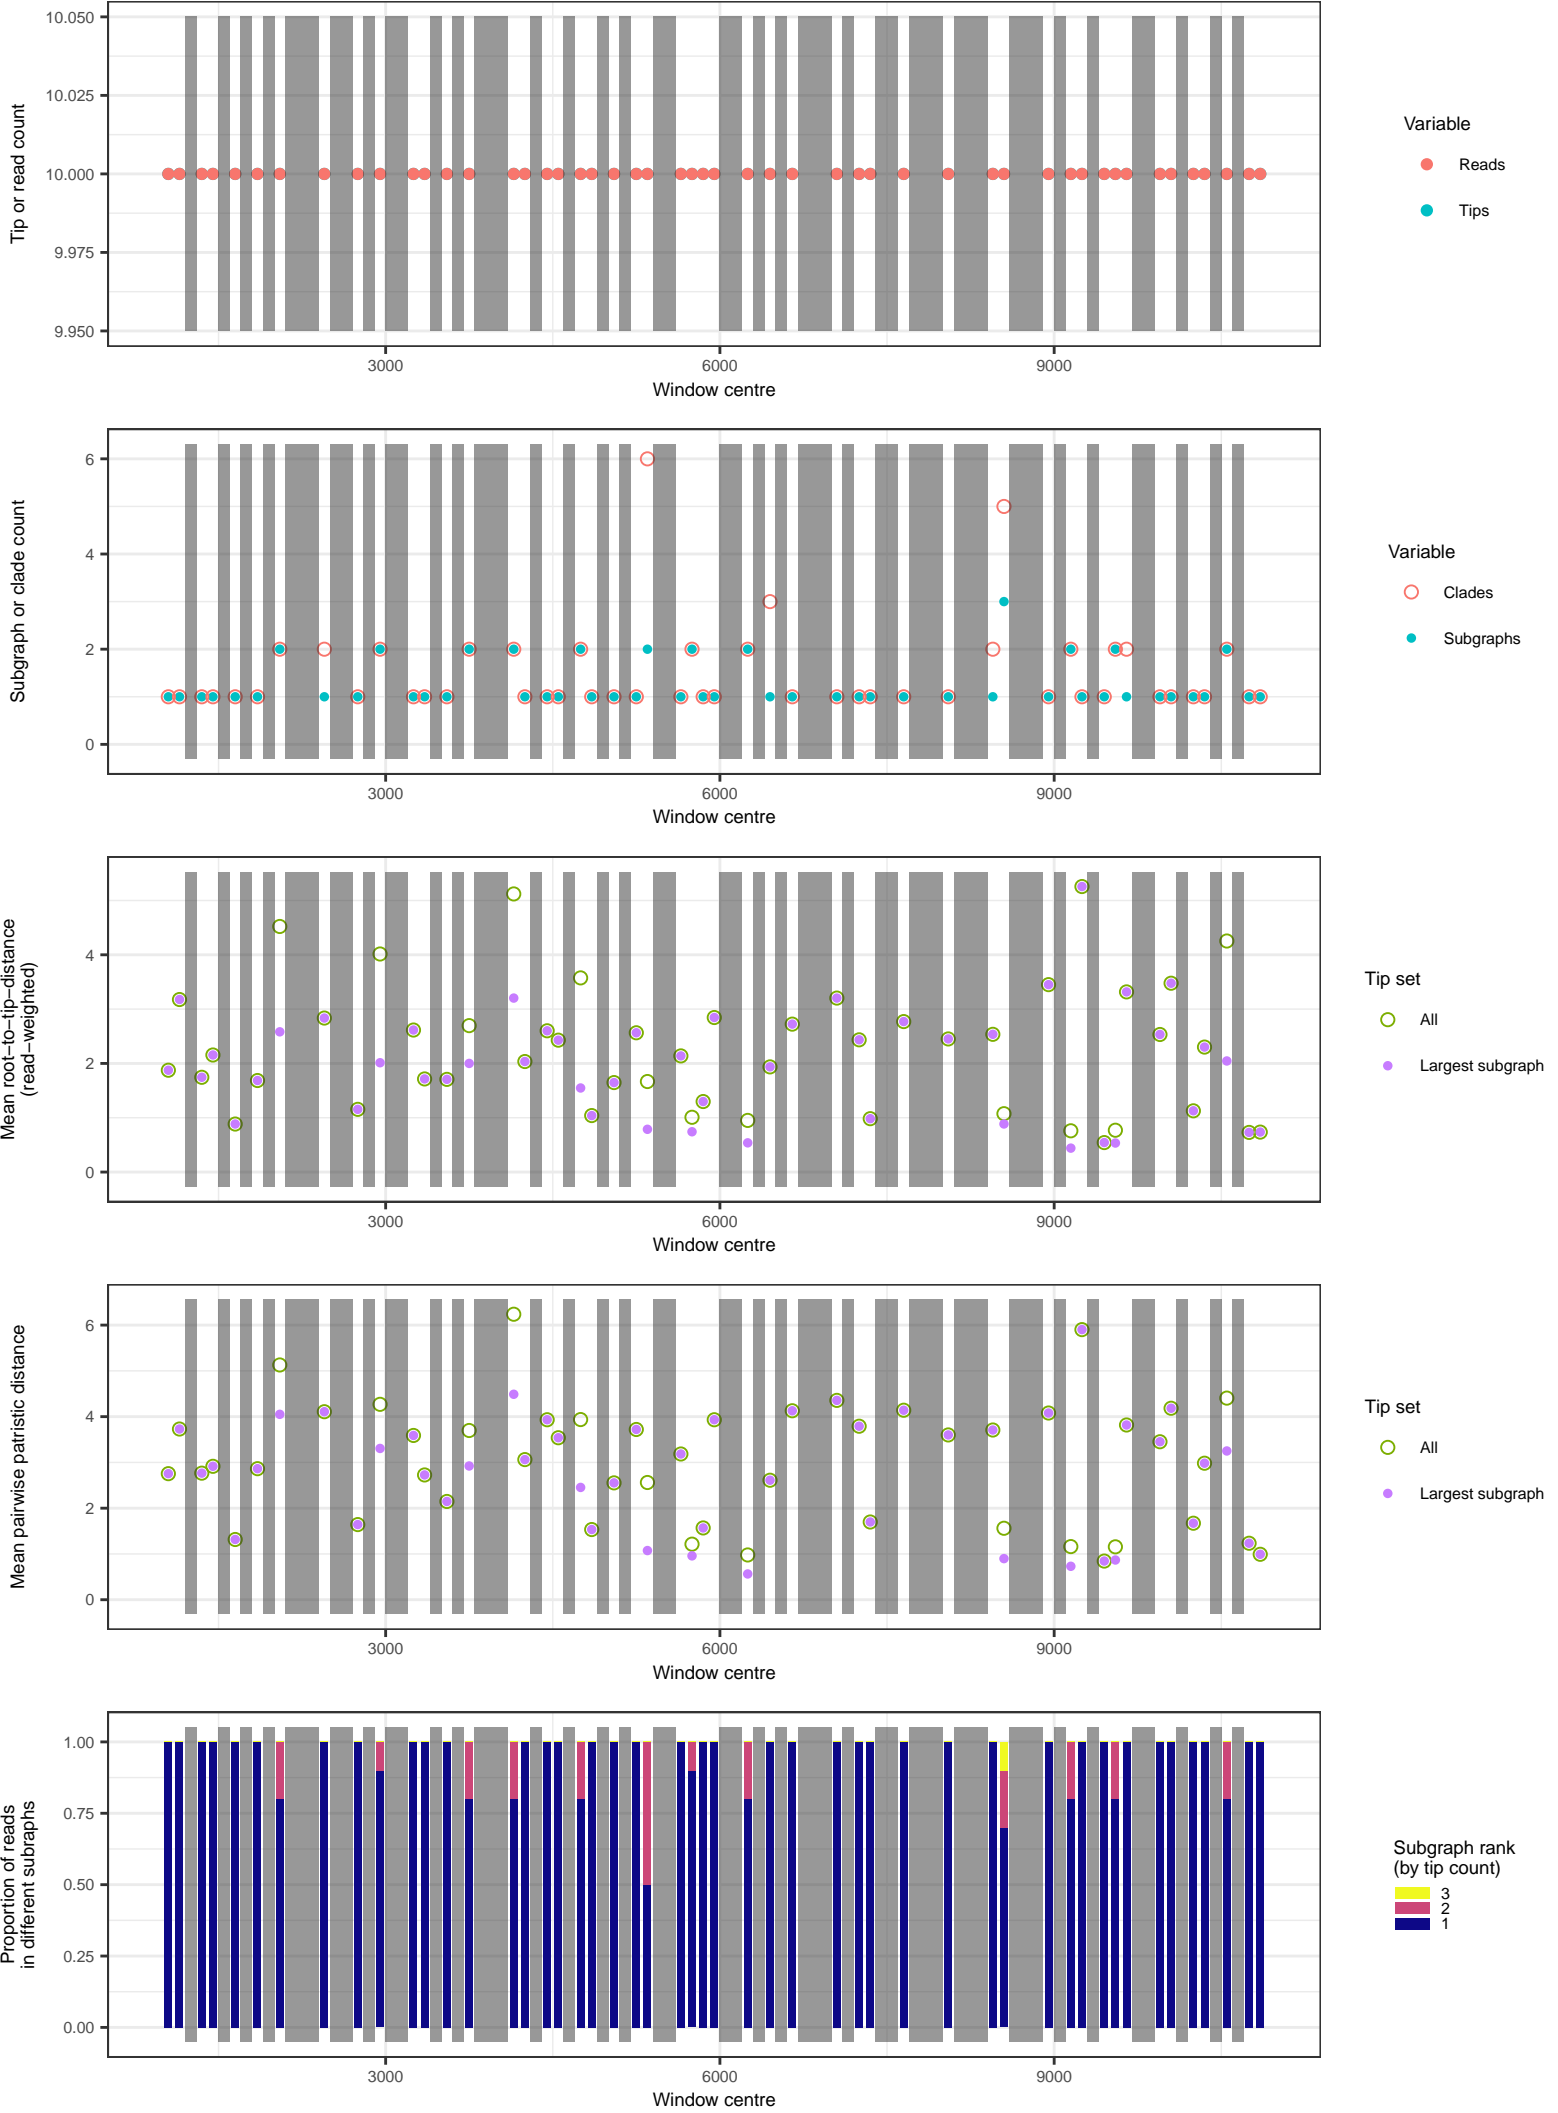 10.050
10.025
10.000
9.975
9.950
Tip or read count
3000
6000
9000
Window centre
Variable
Reads
Tips
6
4
2
0
Subgraph or clade count
3000
6000
9000
Window centre
Variable
Clades
Subgraphs
4
2
0
Mean root−to−tip−distance
(read−weighted)
3000
6000
9000
Window centre
Tip set
All
Largest subgraph
6
4
2
0
Mean pairwise patristic distance
3000
6000
9000
Window centre
Tip set
All
Largest subgraph
1.00
0.75
0.50
0.25
0.00
Proportion of reads
in different subraphs
3000
6000
9000
Window centre
Subgraph rank
(by tip count)
3
2
1